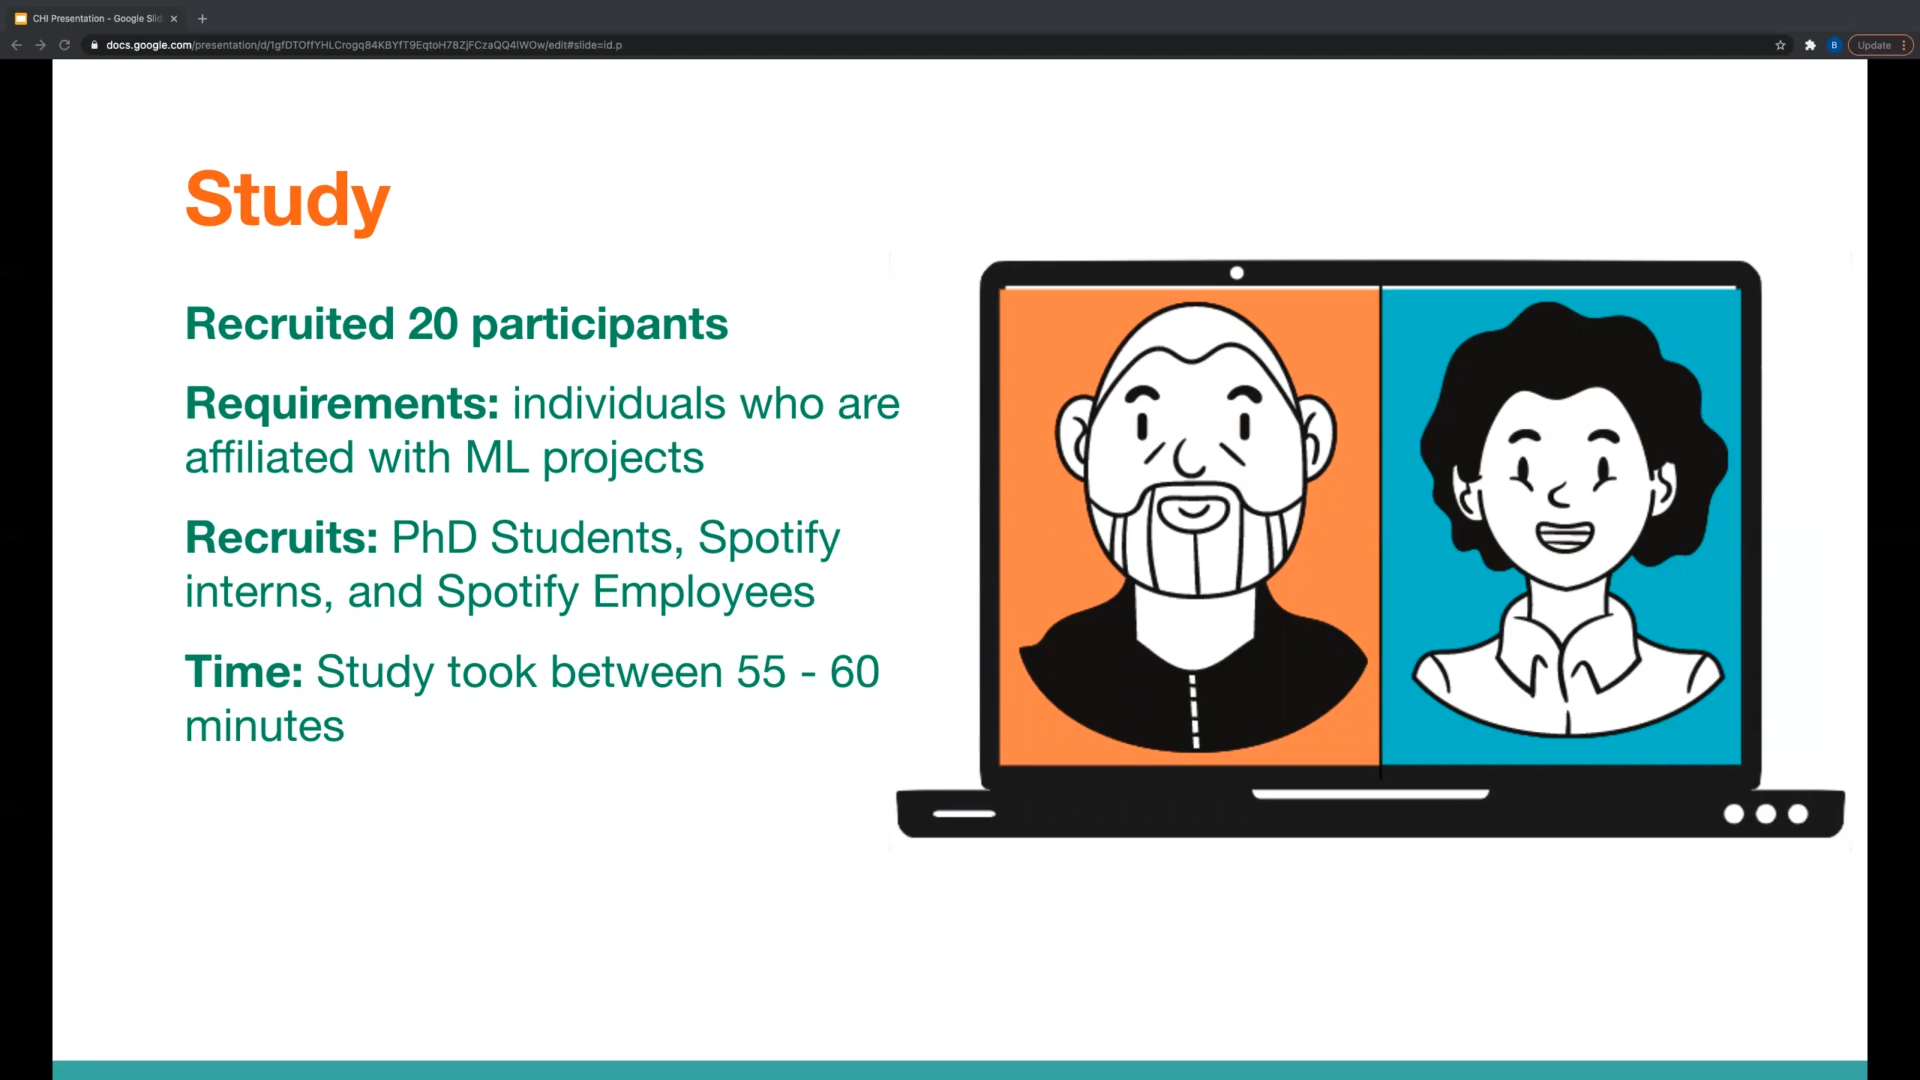 CHI Presentation - Google Slid
docs.google.com/presentation/d/1gfDTOffYHLCrogq84KBYfT9EqtoH78ZjFCzaQQ4lWOw/edit#slide=id.p
B
Update
Study
Recruited 20 participants
Requirements: individuals who are
affiliated with ML projects
Recruits: PhD Students, Spotify
interns, and Spotify Employees
Time: Study took between 55 - 60
minutes